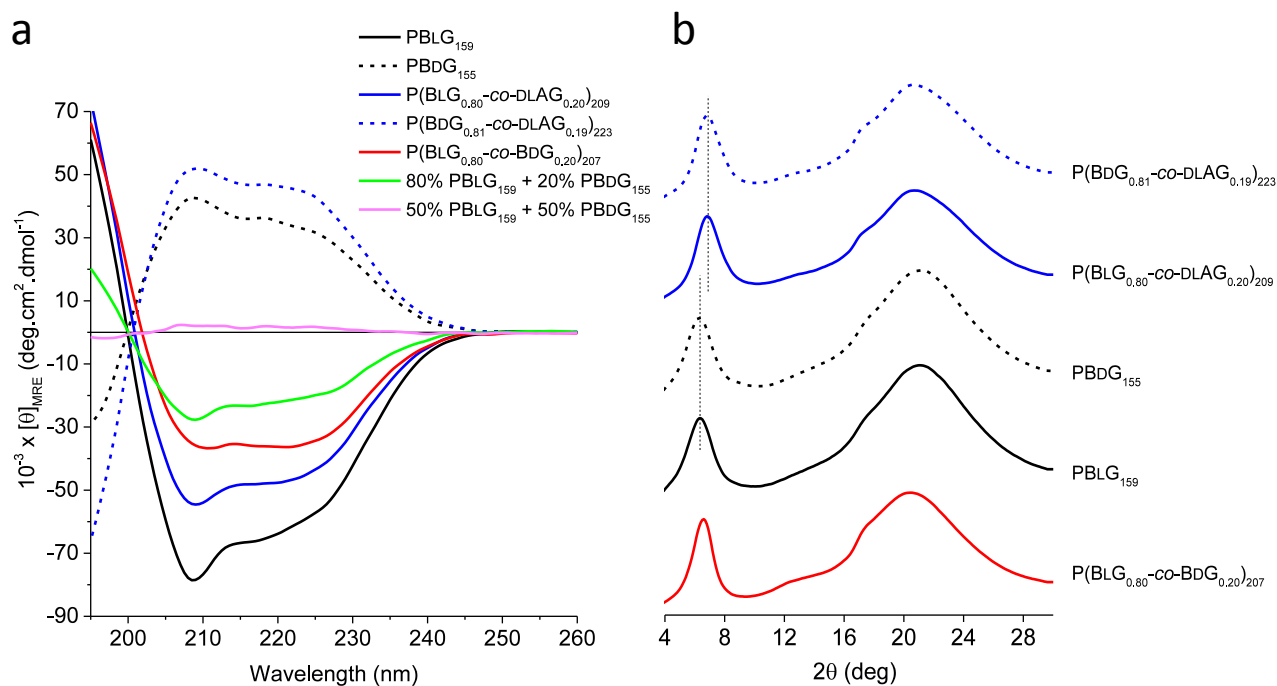 a
PBLG159
PBDG155
P(BLG0.80-co-DLAG0.20)209
P(BDG0.81-co-DLAG0.19)223
P(BLG0.80-co-BDG0.20)207
80% PBLG159 + 20% PBDG155
50% PBLG159 + 50% PBDG155
70
50
30
10
-10
-30
-50
-70
-90
10-3 x [θ]MRE (deg.cm2.dmol-1)
200 210 220 230 240 250 260
Wavelength (nm)
b
P(BDG0.81-co-DLAG0.19)223
P(BLG0.80-co-DLAG0.20)209
PBDG155
PBLG159
P(BLG0.80-co-BDG0.20)207
4 8 12 16 20 24 28
2θ (deg)